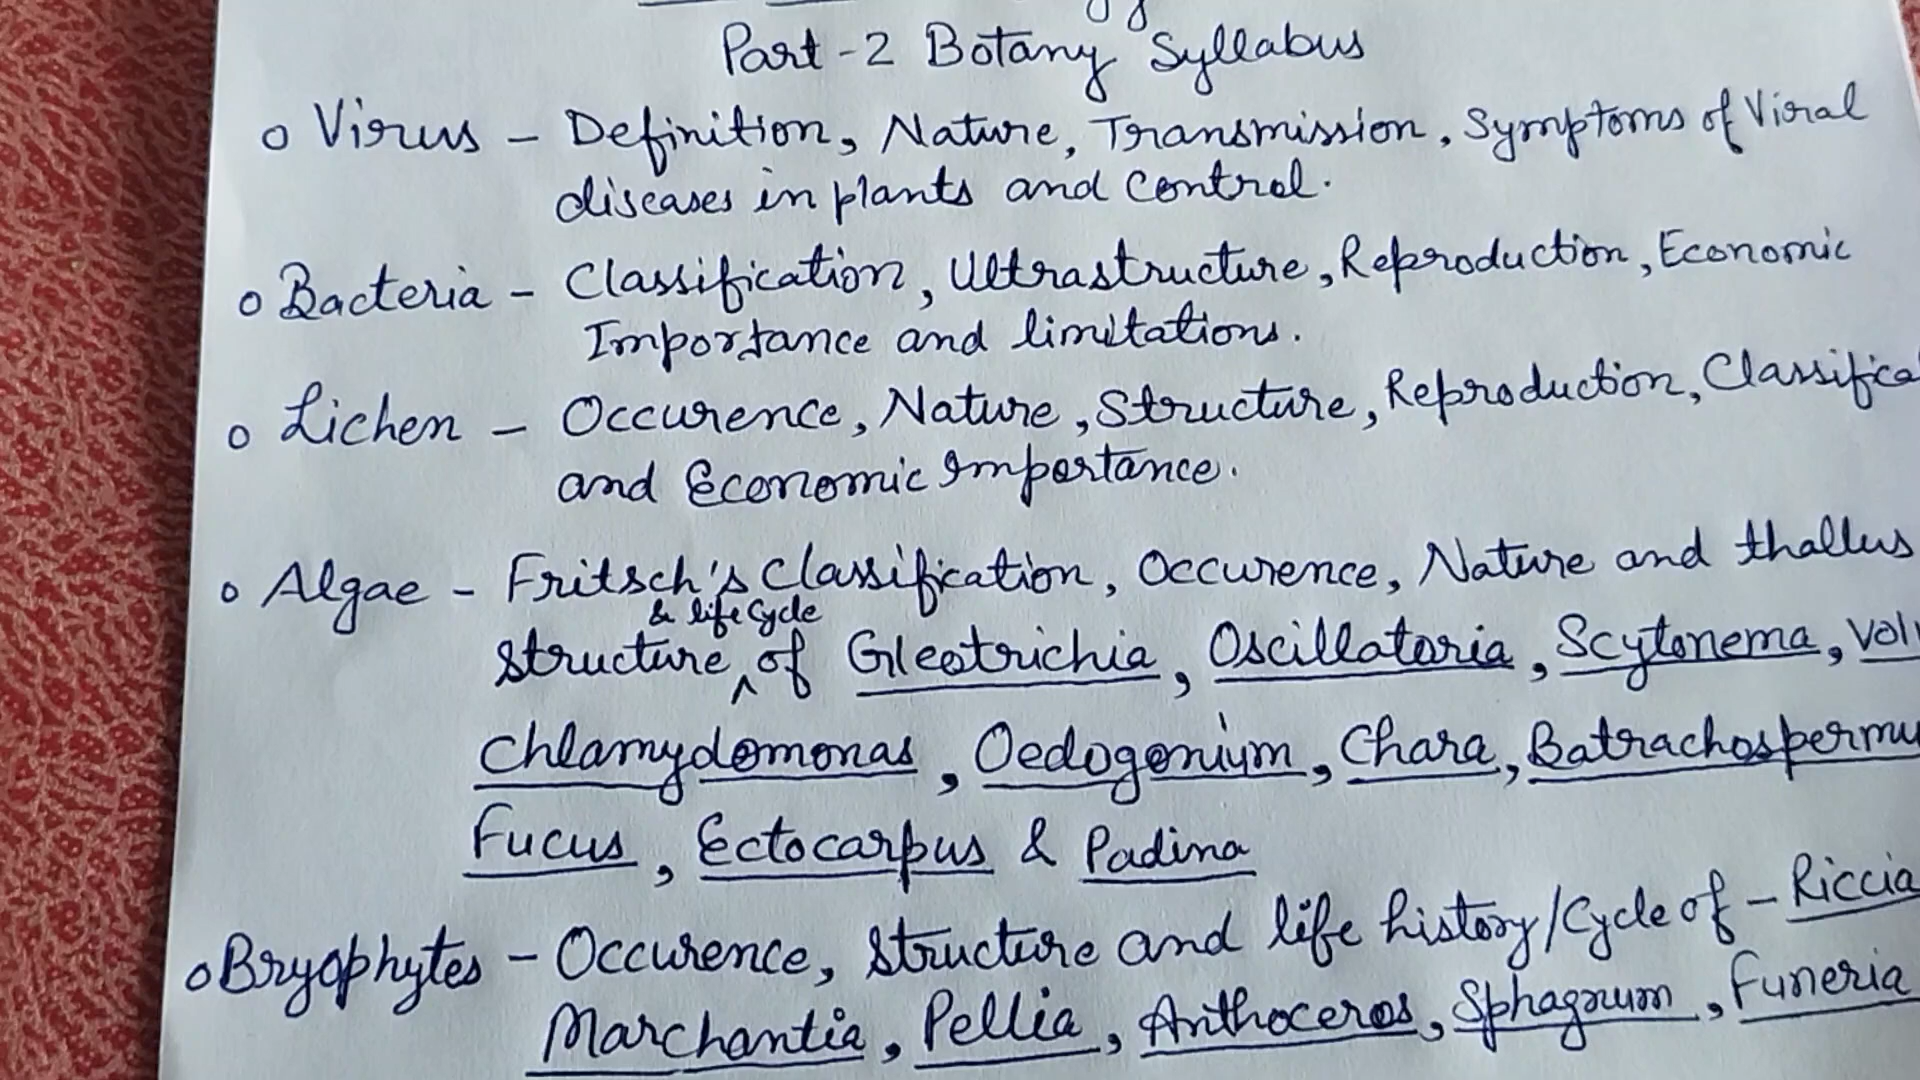 Part-2 Botany Syllabus
o Virus - Definition, Nature, Transmission, Symptoms of Viral
diseases in plants and control.
o Bacteria - Classification, Ultrastructure, Reproduction, Economic
Importance and limitations.
o Lichen - Occurence, Nature, Structure, Reproduction, Classifica
and Economic Importance.
o Algae - Fritsch's Classification, Occurence, Nature and thallus
& life Cycle
structure ^ of Gleotrichia, Oscillatoria, Scytonema, Vol
Chlamydomonas, Oedogonium, Chara, Batrachospermu
Fucus, Ectocarpus & Padina
o Bryophytes - Occurence, Structure and life history/Cycle of - Riccia
Marchantia, Pellia, Anthoceros, Sphagnum, Funeria